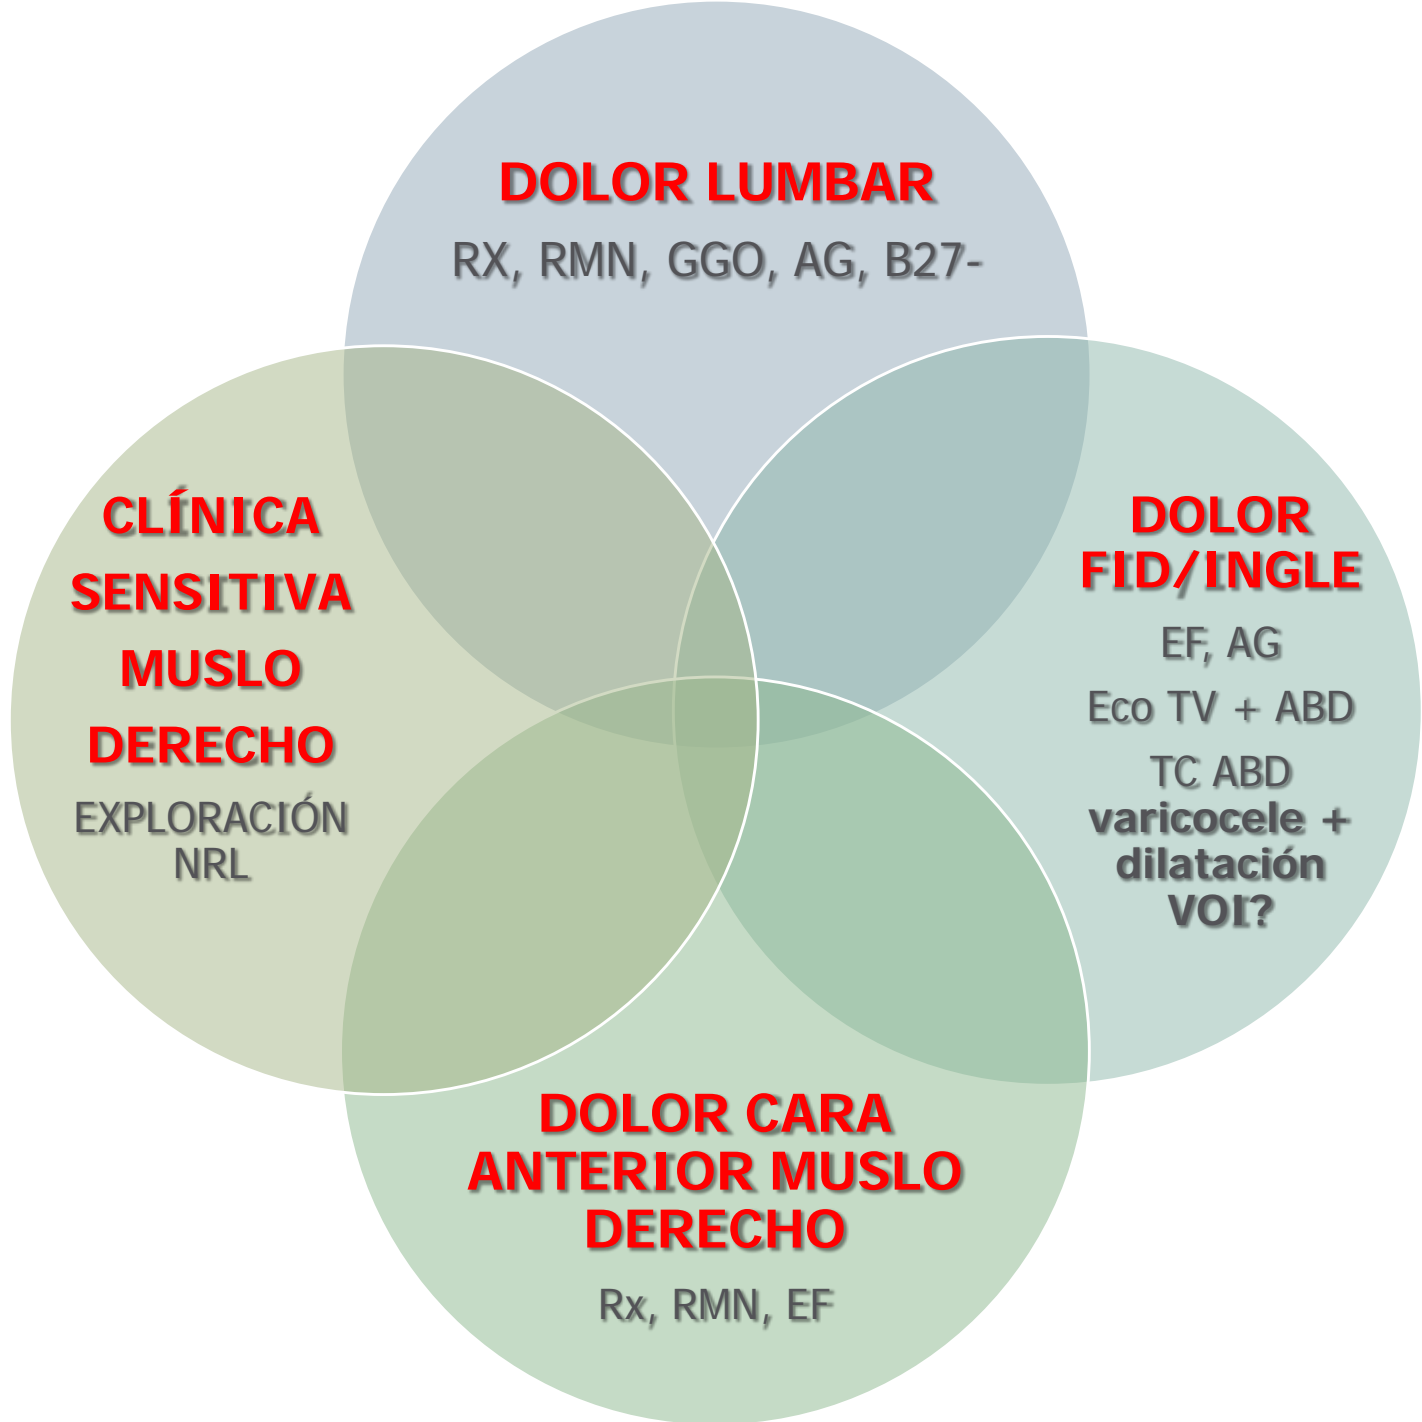 DOLOR LUMBAR
RX, RMN, GGO, AG, B27-
CLÍNICA
SENSITIVA
MUSLO
DERECHO
EXPLORACIÓN
NRL
DOLOR
FID/INGLE
EF, AG
Eco TV + ABD
TC ABD
varicocele +
dilatación
VOI?
DOLOR CARA
ANTERIOR MUSLO
DERECHO
Rx, RMN, EF